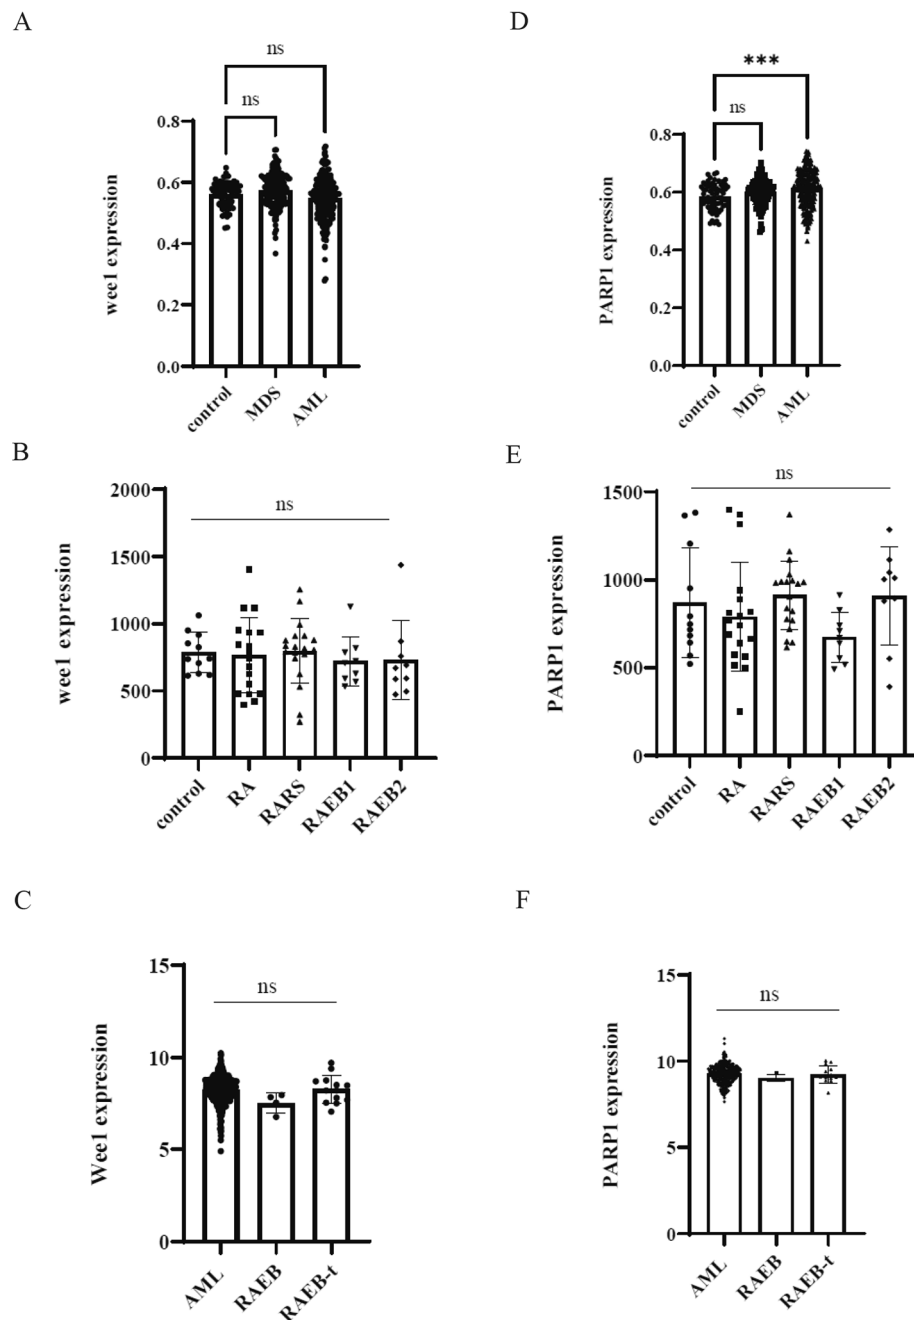 A
ns
ns
wee1 expression
0.8
0.6
0.4
0.2
0.0
control
MDS
AML
D
***
ns
PARP1 expression
0.8
0.6
0.4
0.2
0.0
control
MDS
AML
B
ns
wee1 expression
2000
1500
1000
500
0
control
RA
RARS
RAEB1
RAEB2
E
ns
PARP1 expression
1500
1000
500
0
control
RA
RARS
RAEB1
RAEB2
C
ns
Wee1 expression
15
10
5
0
AML
RAEB
RAEB-t
F
ns
PARP1 expression
15
10
5
0
AML
RAEB
RAEB-t